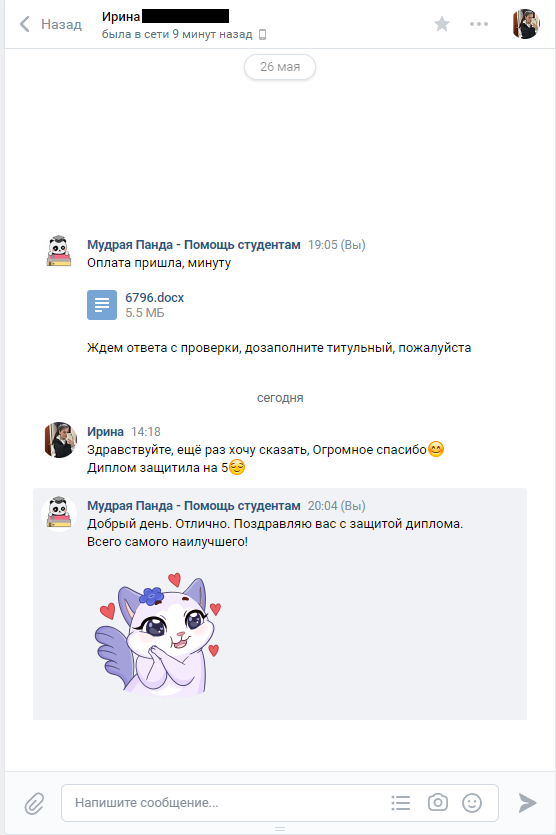 Назад
Ирина
была в сети 9 минут назад
26 мая
Мудрая Панда - Помощь студентам 19:05 (Вы)
Оплата пришла, минуту
6796.docx
5.5 МБ
Ждем ответа с проверки, дозаполните титульный, пожалуйста
сегодня
Ирина 14:18
Здравствуйте, ещё раз хочу сказать, Огромное спасибо😊
Диплом защитила на 5😌
Мудрая Панда - Помощь студентам 20:04 (Вы)
Добрый день. Отлично. Поздравляю вас с защитой диплома.
Всего самого наилучшего!
Напишите сообщение...